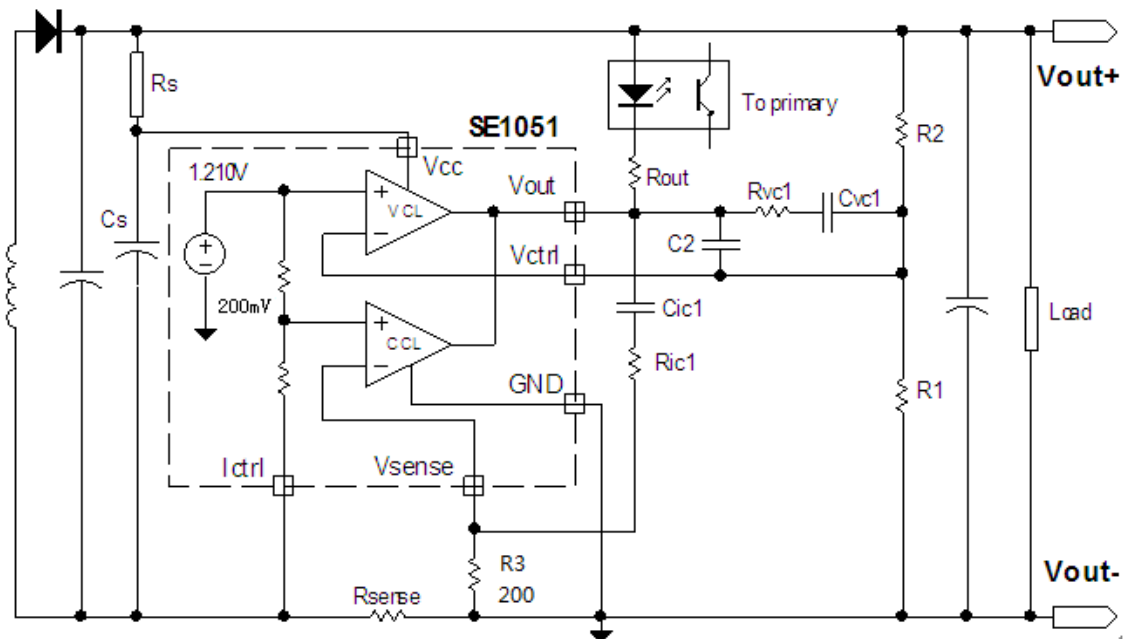 Rs
SE1051
To primary
Vout+
1.210V
Vcc
Vout
Rout
Rvc1
Cvc1
R2
VCL
Cs
Vctrl
C2
200mV
Cic1
Load
CCL
Ric1
GND
R1
Ictrl
Vsense
R3
200
Rsense
Vout-